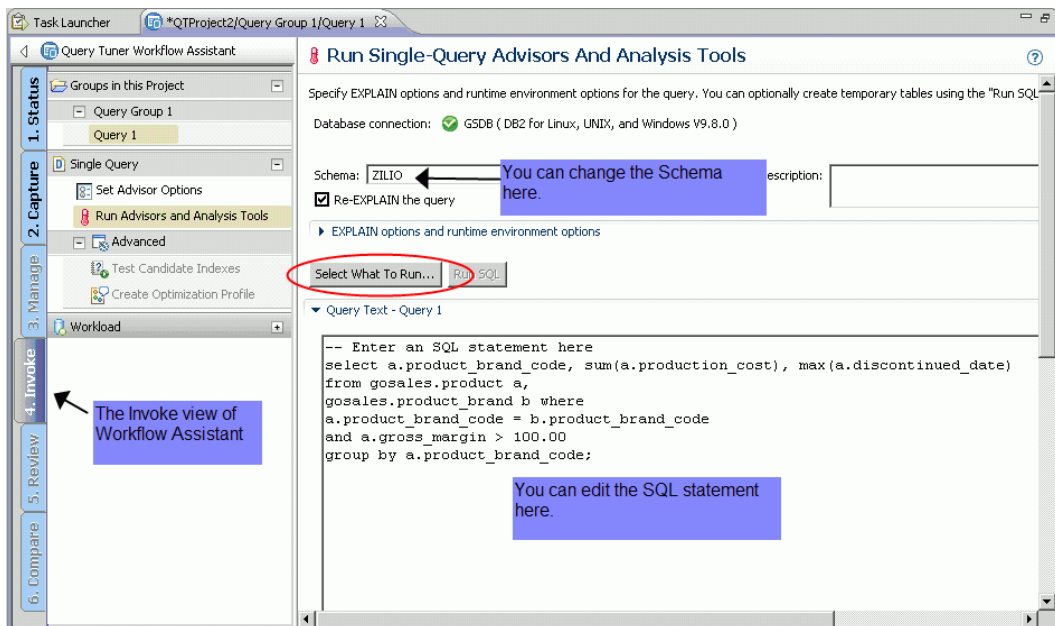 Task Launcher
*QTProject2/Query Group 1/Query 1
Query Tuner Workflow Assistant
1. Status
2. Capture
3. Manage
4. Invoke
5. Review
6. Compare
Groups in this Project
Query Group 1
Query 1
Single Query
Set Advisor Options
Run Advisors and Analysis Tools
Advanced
Test Candidate Indexes
Create Optimization Profile
Workload
The Invoke view of
Workflow Assistant
Run Single-Query Advisors And Analysis Tools
Specify EXPLAIN options and runtime environment options for the query. You can optionally create temporary tables using the "Run SQL
Database connection: GSDB ( DB2 for Linux, UNIX, and Windows V9.8.0 )
Schema: ZILIO
You can change the Schema
here.
escription:
Re-EXPLAIN the query
EXPLAIN options and runtime environment options
Select What To Run... Run SQL
Query Text - Query 1
-- Enter an SQL statement here
select a.product_brand_code, sum(a.production_cost), max(a.discontinued_date)
from gosales.product a,
gosales.product_brand b where
a.product_brand_code = b.product_brand_code
and a.gross_margin > 100.00
group by a.product_brand_code;
You can edit the SQL statement
here.